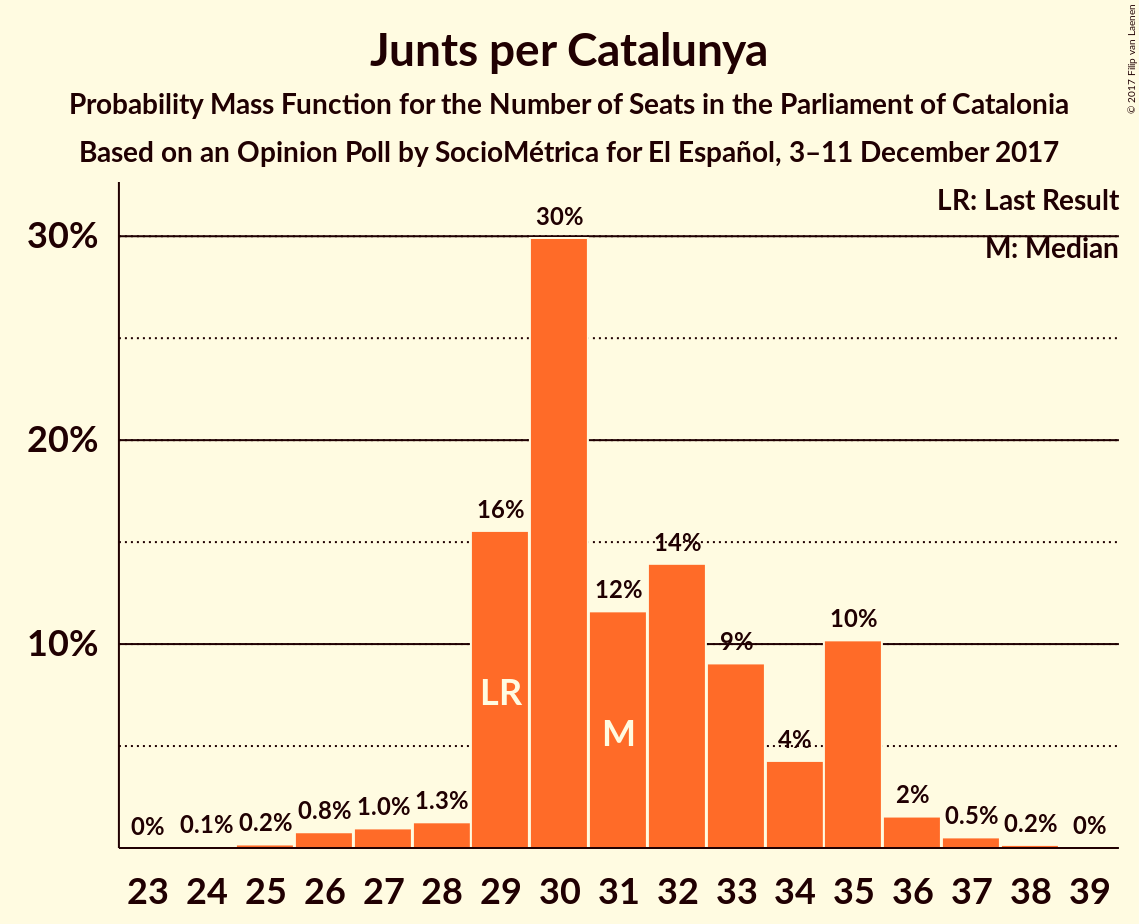 Junts per Catalunya
Probability Mass Function for the Number of Seats in the Parliament of Catalonia
Based on an Opinion Poll by SocioMétrica for El Español, 3–11 December 2017
© 2017 Filip van Laenen
LR: Last Result
M: Median
30%
20%
10%
0%
0.1%
0.2%
0.8%
1.0%
1.3%
16%
30%
12%
14%
9%
4%
10%
2%
0.5%
0.2%
0%
LR
M
23 24 25 26 27 28 29 30 31 32 33 34 35 36 37 38 39